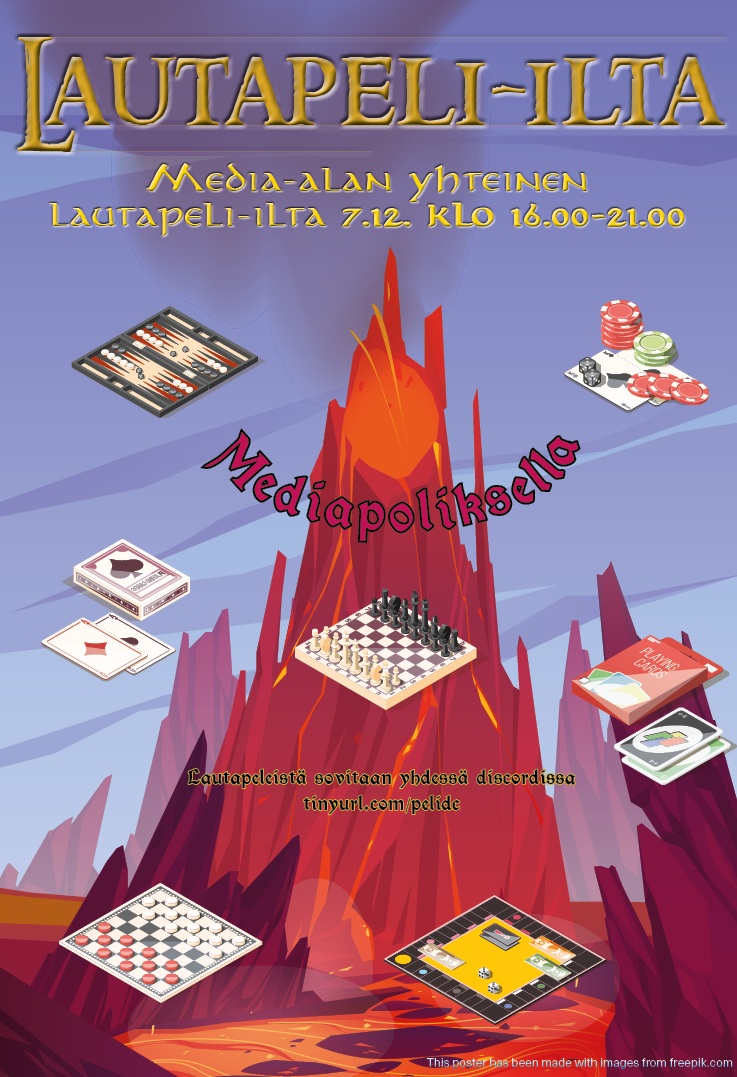 Lautapeli-ilta
Media-alan yhteinen
lautapeli-ilta 7.12. klo 16.00-21.00
Mediapoliksella
PLAYING
CARDS
Lautapeleistä sovitaan yhdessä discordissa
tinyurl.com/pelidc
This poster has been made with images from freepik.com